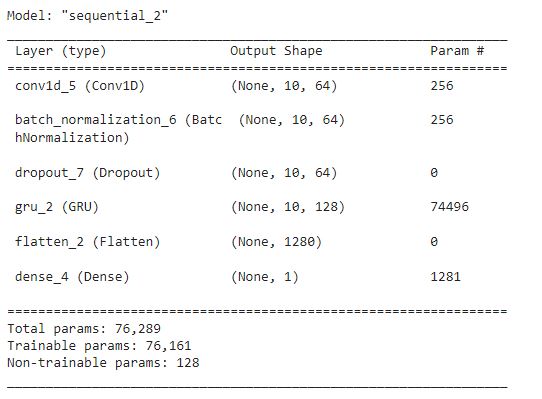 Model: "sequential_2"
Layer (type) Output Shape Param #
conv1d_5 (Conv1D) (None, 10, 64) 256
batch_normalization_6 (Batc (None, 10, 64) 256
hNormalization)
dropout_7 (Dropout) (None, 10, 64) 0
gru_2 (GRU) (None, 10, 128) 74496
flatten_2 (Flatten) (None, 1280) 0
dense_4 (Dense) (None, 1) 1281
Total params: 76,289
Trainable params: 76,161
Non-trainable params: 128